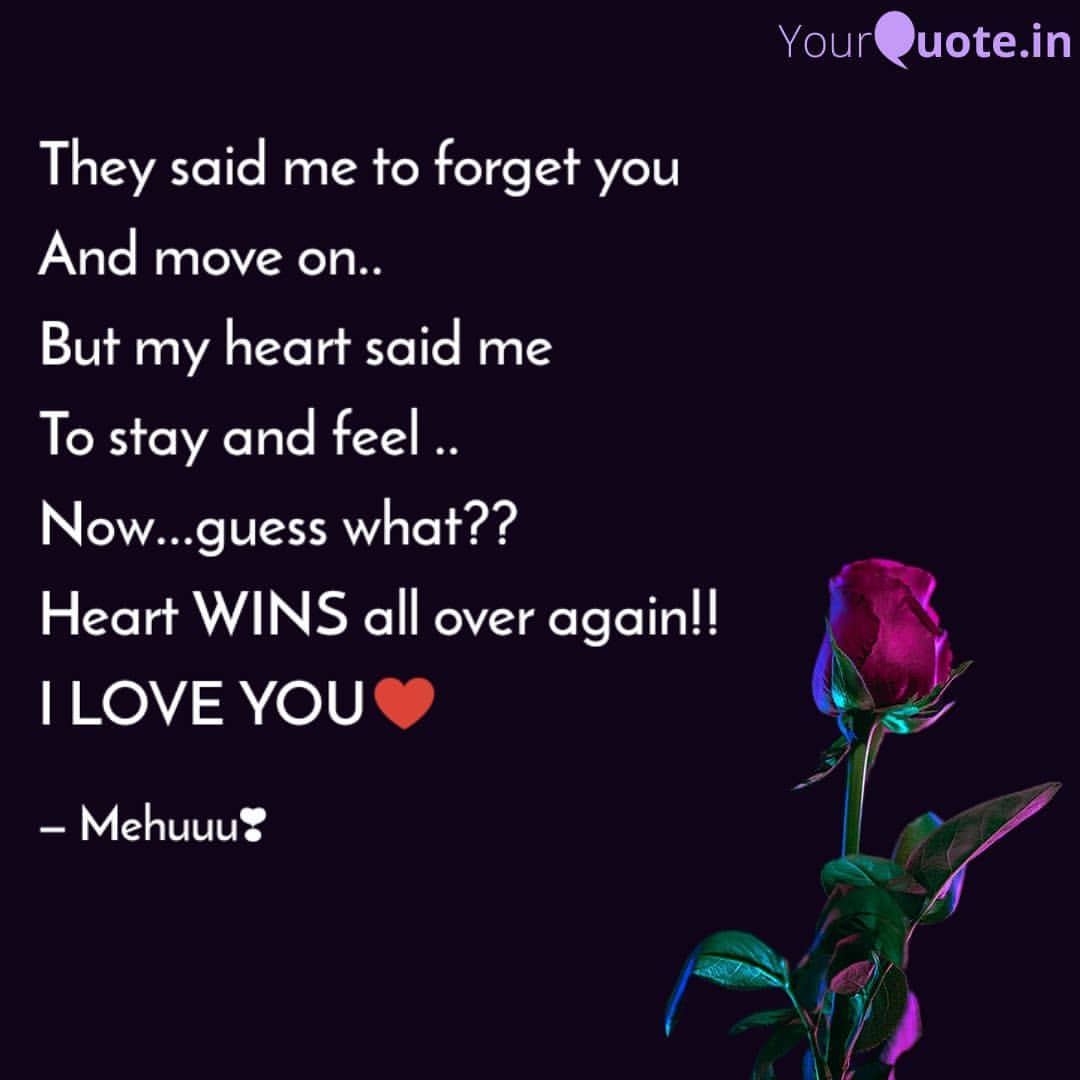 YourQuote.in
They said me to forget you
And move on..
But my heart said me
To stay and feel ..
Now...guess what??
Heart WINS all over again!!
I LOVE YOU❤️
– Mehuuu❣